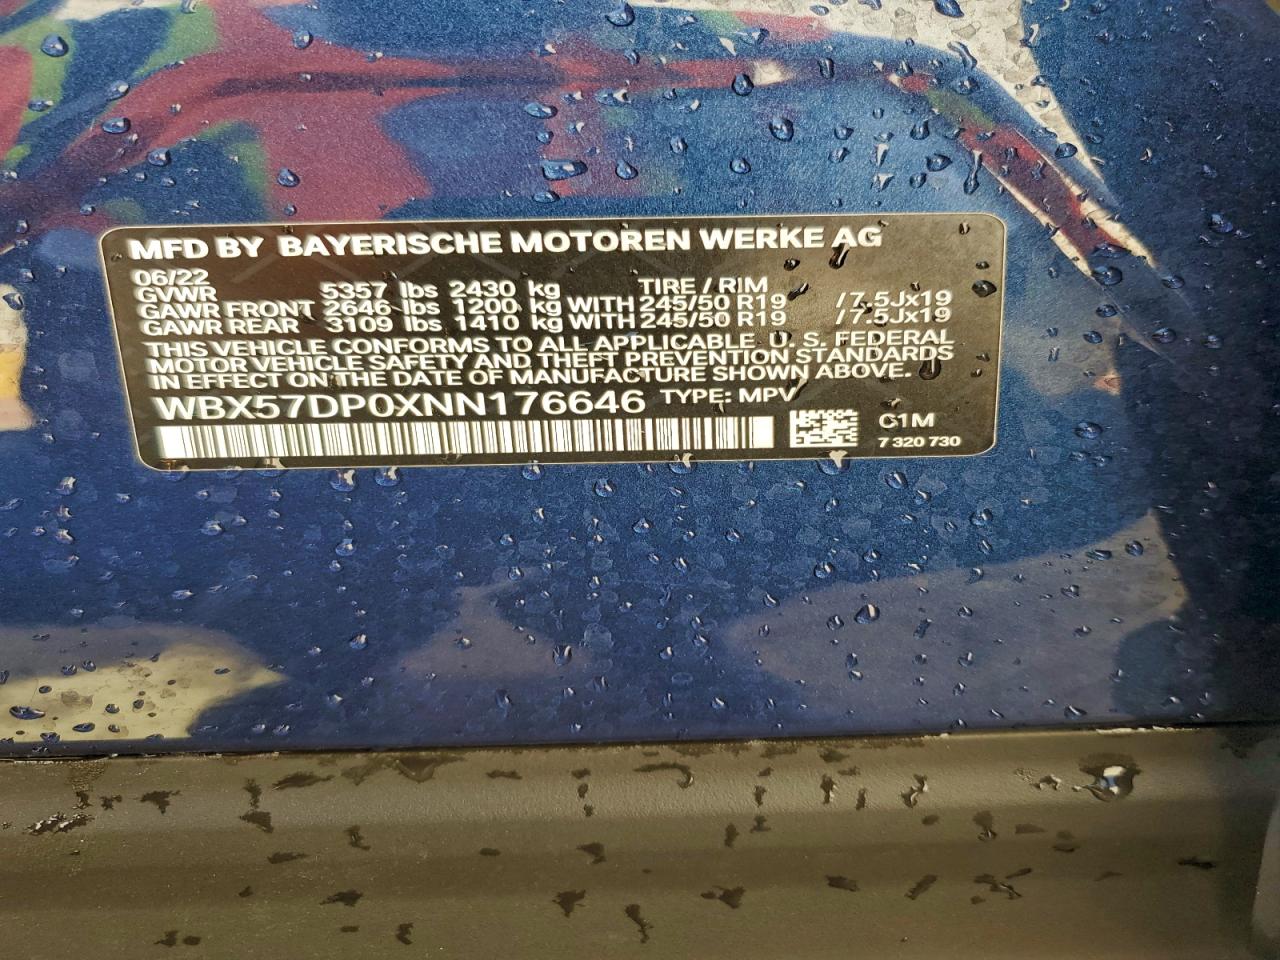 MFD BY BAYERISCHE MOTOREN WERKE AG
06/22 TIRE / RIM
GVWR 5357 lbs 2430 kg
GAWR FRONT 2646 lbs 1200 kg WITH 245/50 R19 /7.5Jx19
GAWR REAR 3109 lbs 1410 kg WITH 245/50 R19 /7.5Jx19
THIS VEHICLE CONFORMS TO ALL APPLICABLE U. S. FEDERAL
MOTOR VEHICLE SAFETY AND THEFT PREVENTION STANDARDS
IN EFFECT ON THE DATE OF MANUFACTURE SHOWN ABOVE.
WBX57DP0XNN176646 TYPE: MPV
C1M
7 320 730